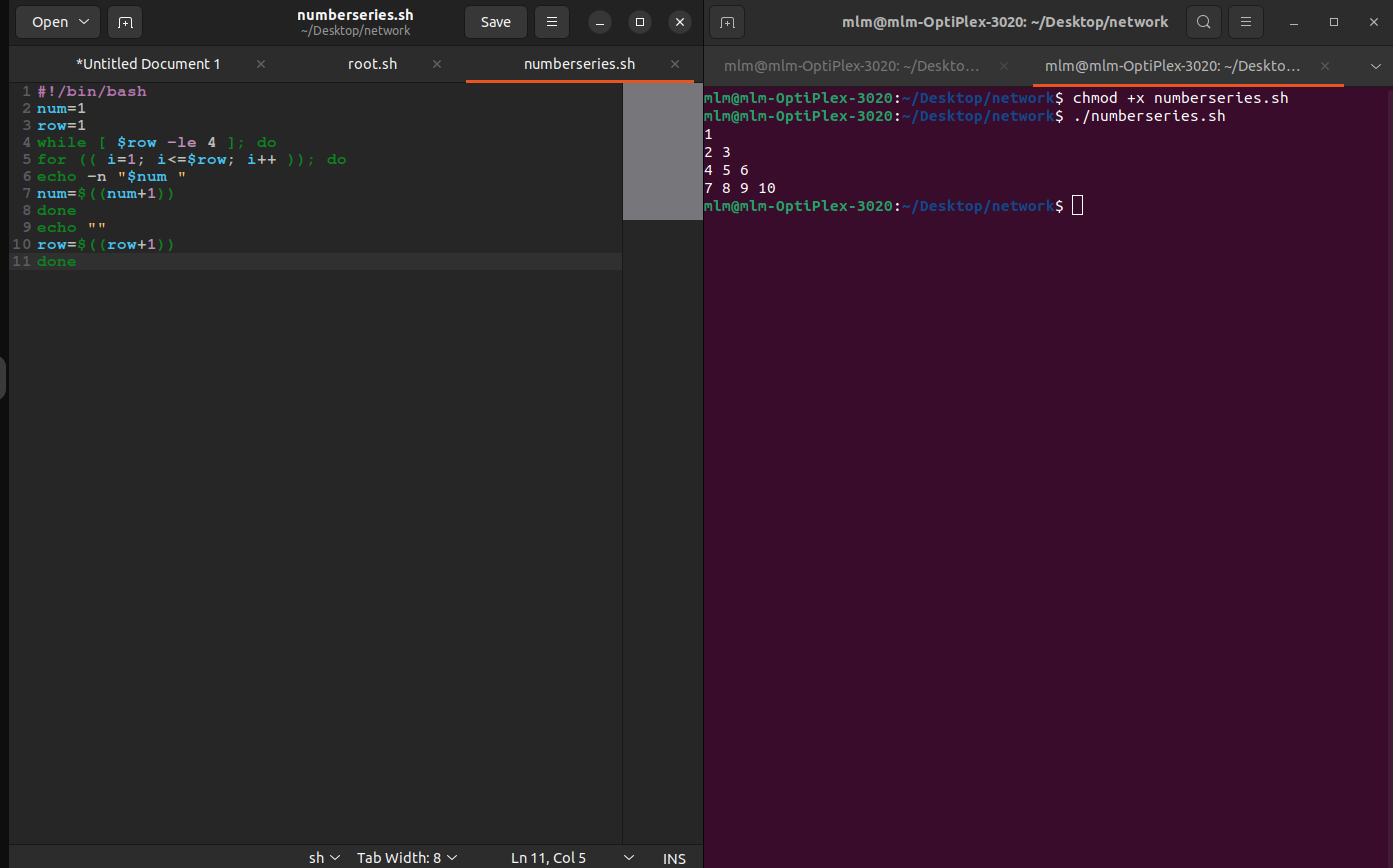 Open
numberseries.sh
~/Desktop/network
Save
*Untitled Document 1
root.sh
numberseries.sh
1 #!/bin/bash
2 num=1
3 row=1
4 while [ $row -le 4 ]; do
5 for (( i=1; i<=$row; i++ )); do
6 echo -n "$num "
7 num=$((num+1))
8 done
9 echo ""
10 row=$((row+1))
11 done
sh
Tab Width: 8
Ln 11, Col 5
INS
mlm@mlm-OptiPlex-3020: ~/Desktop/network
mlm@mlm-OptiPlex-3020: ~/Deskto...
mlm@mlm-OptiPlex-3020: ~/Deskto...
mlm@mlm-OptiPlex-3020:~/Desktop/network$ chmod +x numberseries.sh
mlm@mlm-OptiPlex-3020:~/Desktop/network$ ./numberseries.sh
1
2 3
4 5 6
7 8 9 10
mlm@mlm-OptiPlex-3020:~/Desktop/network$